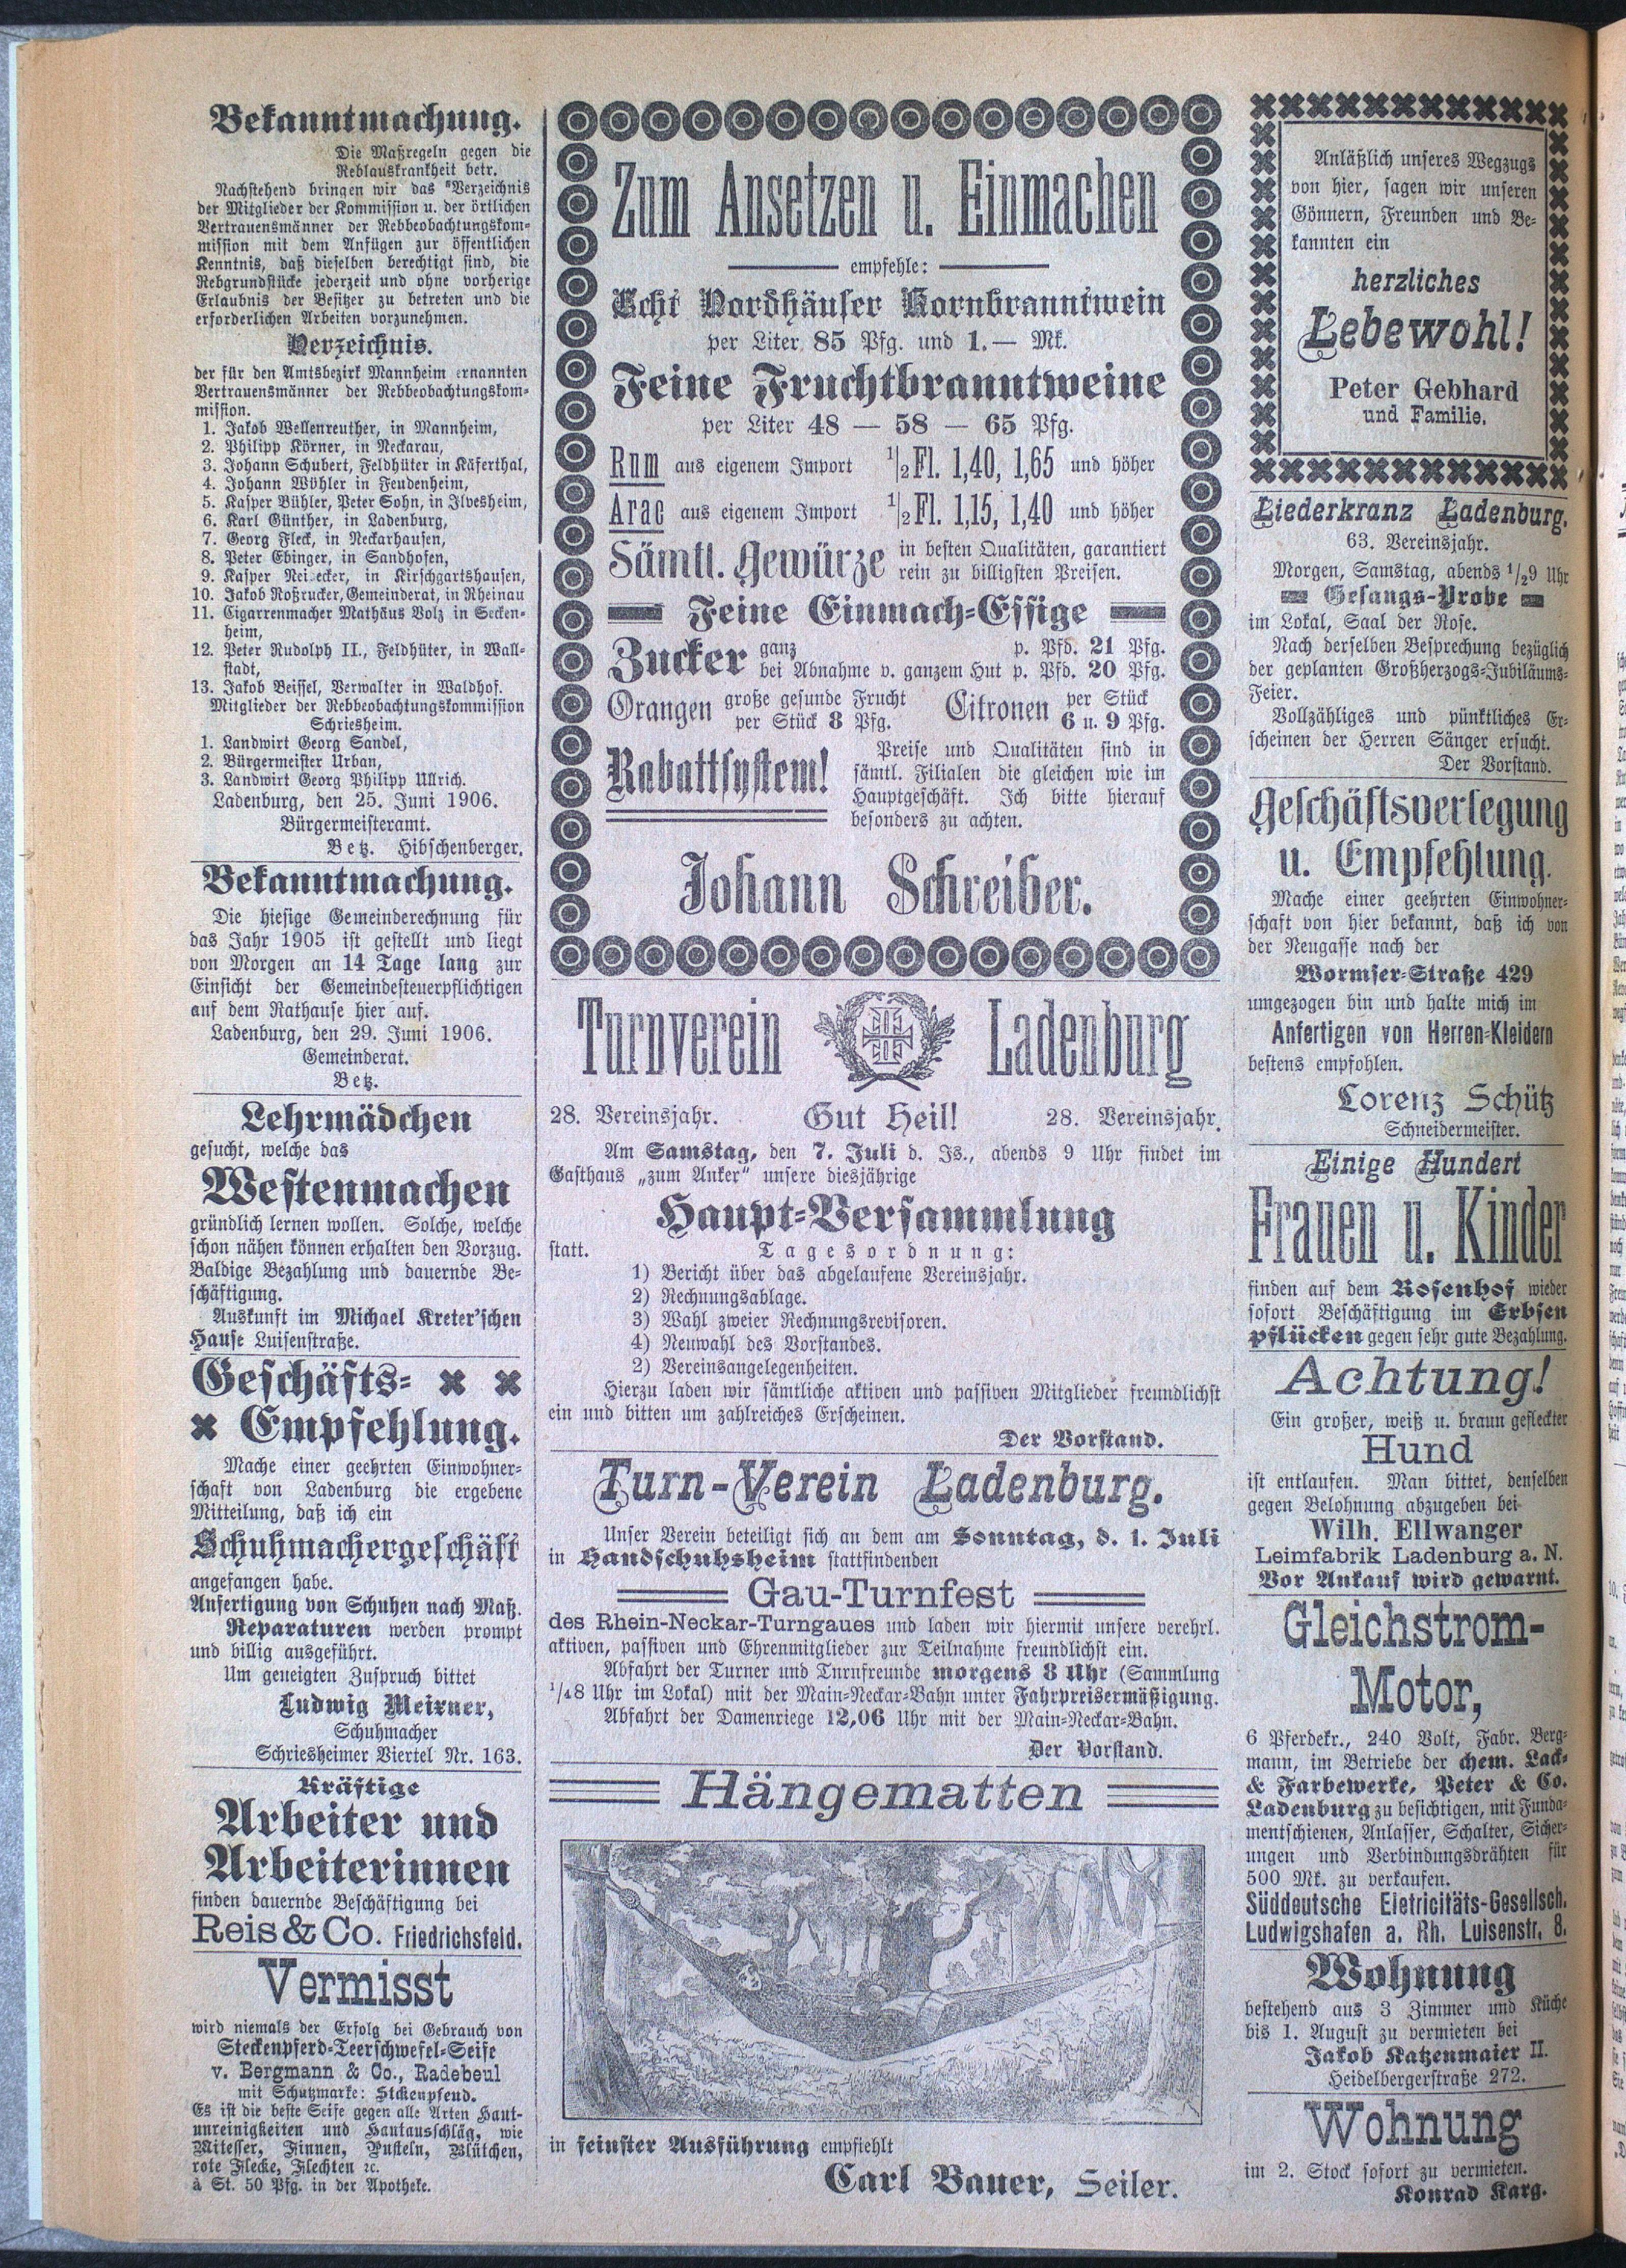 Bekanntmachung.
Die Maßregeln gegen die
Reblauskrankheit betr.
Nachstehend bringen wir das Verzeichnis
der Mitglieder der Kommission u. der örtlichen
Vertrauensmänner der Rebbeobachtungskom-
mission mit dem Anfügen zur öffentlichen
Kenntnis, daß dieselben berechtigt sind, die
Rebgrundstücke jederzeit und ohne vorherige
Erlaubnis der Besitzer zu betreten und die
erforderlichen Arbeiten vorzunehmen.
Verzeichnis.
der für den Amtsbezirk Mannheim ernannten
Vertrauensmänner der Rebbeobachtungskom-
mission.
1. Jakob Wellenreuther, in Mannheim,
2. Philipp Körner, in Neckarau,
3. Johann Schubert, Feldhüter in Käferthal,
4. Johann Wöhler in Feudenheim,
5. Kasper Bühler, Peter Sohn, in Ilvesheim,
6. Karl Günther, in Ladenburg,
7. Georg Fleck, in Neckarhausen,
8. Peter Ebinger, in Sandhofen,
9. Kasper in Kirschgartshausen,
10. Jakob Roßrucker, Gemeinderat, in Rheinau
11. Cigarrenmacher Mathäus Volz in Secken-
heim,
12. Peter Rudolph II., Feldhüter, in Wall-
stadt,
13. Jakob Beissel, Verwalter in Waldhof.
Mitglieder der Rebbeobachtungskommission
Schriesheim.
1. Landwirt Georg Sandel,
2. Bürgermeister Urban,
3. Landwirt Georg Philipp Ullrich.
Ladenburg, den 25. Juni 1906.
Bürgermeisteramt.
Betz. Hibschenberger.
Bekanntmachung.
Die hiesige Gemeinderechnung für
das Jahr 1905 ist gestellt und liegt
von Morgen an 14 Tage lang zur
Einsicht der Gemeindesteuerpflichtigen
auf dem Rathause hier auf.
Ladenburg, den 29. Juni 1906.
Gemeinderat.
Betz.
Lehrmädchen
gesucht, welche das
Westenmachen
gründlich lernen wollen. Solche, welche
schon nähen können erhalten den Vorzug.
Baldige Bezahlung und dauernde Be-
schäftigung.
Auskunft im Michael Kreter'schen
Hause Luisenstraße.
Geschäfts-
Empfehlung.
Mache einer geehrten Einwohner-
schaft von Ladenburg die ergebene
Mitteilung, daß ich ein
Schuhmachergeschäft
angefangen habe.
Anfertigung von Schuhen nach Maß.
Reparaturen werden prompt
und billig ausgeführt.
Um geneigten Zuspruch bittet
Ludwig Meixner,
Schuhmacher
Schriesheimer Viertel Nr. 163.
Kräftige
Arbeiter und
Arbeiterinnen
finden dauernde Beschäftigung bei
Reis & Co. Friedrichsfeld.
Vermisst
wird niemals der Erfolg bei Gebrauch von
Steckenpferd-Teerschwefel-Seife
v. Bergmann & Co., Radebeul
mit Schutzmarke: Stckenpfend.
Es ist die beste Seife gegen alle Arten Haut-
unreinigkeiten und Hautausschläg, wie
Mitesser, Finnen, Pusteln, Blütchen,
rote Flecke, Flechten ꝛc.
à St. 50 Pfg. in der Apotheke.
Zum Ansetzen u. Einmachen
empfehle:
Echt Nordhäuser Kornbranntwein
per Liter 85 Pfg. und 1.— Mk.
Feine Fruchtbranntweine
per Liter 48 — 58 — 65 Pfg.
Rum aus eigenem Import 1/2 Fl. 1,40, 1,65 und höher
Arac aus eigenem Import 1/2 Fl. 1,15, 1,40 und höher
Sämtl. Gewürze in besten Qualitäten, garantiert
rein zu billigsten Preisen.
Feine Einmach-Essige
Zucker ganz p. Pfd. 21 Pfg.
bei Abnahme v. ganzem Hut p. Pfd. 20 Pfg.
Orangen große gesunde Frucht
per Stück 8 Pfg.
Citronen per Stück
6 u. 9 Pfg.
Rabattsystem!
Preise und Qualitäten sind in
sämtl. Filialen die gleichen wie im
Hauptgeschäft. Ich bitte hierauf
besonders zu achten.
Johann Schreiber.
Turnverein Ladenburg
28. Vereinsjahr. Gut Heil! 28. Vereinsjahr.
Am Samstag, den 7. Juli d. Js., abends 9 Uhr findet im
Gasthaus „zum Anker" unsere diesjährige
Haupt-Versammlung
statt. Tagesordnung:
1) Bericht über das abgelaufene Vereinsjahr.
2) Rechnungsablage.
3) Wahl zweier Rechnungsrevisoren.
4) Neuwahl des Vorstandes.
2) Vereinsangelegenheiten.
Hierzu laden wir sämtliche aktiven und passiven Mitglieder freundlichst
ein und bitten um zahlreiches Erscheinen.
Der Vorstand.
Turn-Verein Ladenburg.
Unser Verein beteiligt sich an dem am Sonntag, d. 1. Juli
in Handschuhsheim stattfindenden
Gau-Turnfest
des Rhein-Neckar-Turngaues und laden wir hiermit unsere verehrl.
aktiven, passiven und Ehrenmitglieder zur Teilnahme freundlichst ein.
Abfahrt der Turner und Turnfreunde morgens 8 Uhr (Sammlung
1/48 Uhr im Lokal) mit der Main-Neckar-Bahn unter Fahrpreisermäßigung.
Abfahrt der Damenriege 12,06 Uhr mit der Main-Neckar-Bahn.
Der Vorstand.
Hängematten
in feinster Ausführung empfiehlt
Carl Bauer, Seiler.
Anläßlich unseres Wegzugs
von hier, sagen wir unseren
Gönnern, Freunden und Be-
kannten ein
herzliches
Lebewohl!
Peter Gebhard
und Familie.
Liederkranz Ladenburg.
63. Vereinsjahr.
Morgen, Samstag, abends 1/29 Uhr
Gesangs-Probe
im Lokal, Saal der Rose.
Nach derselben Besprechung bezüglich
der geplanten Großherzogs-Jubiläums-
Feier.
Vollzähliges und pünktliches Er-
scheinen der Herren Sänger ersucht.
Der Vorstand.
Geschäftsverlegung
u. Empfehlung.
Mache einer geehrten Einwohner-
schaft von hier bekannt, daß ich von
der Neugasse nach der
Wormser-Straße 429
umgezogen bin und halte mich im
Anfertigen von Herren-Kleidern
bestens empfohlen.
Lorenz Schütz
Schneidermeister.
Einige Hundert
Frauen u. Kinder
finden auf dem Rosenhof wieder
sofort Beschäftigung im Erbsen
pflücken gegen sehr gute Bezahlung.
Achtung!
Ein großer, weiß u. braun gefleckter
Hund
ist entlaufen. Man bittet, denselben
gegen Belohnung abzugeben bei
Wilh. Ellwanger
Leimfabrik Ladenburg a. N.
Vor Ankauf wird gewarnt.
Gleichstrom-
Motor,
6 Pferdekr., 240 Volt, Fabr. Berg-
mann, im Betriebe der chem. Lack-
& Farbewerke, Peter & Co.
Ladenburg zu besichtigen, mit Funda-
mentschienen, Anlasser, Schalter, Sicher-
ungen und Verbindungsdrähten für
500 Mk. zu verkaufen.
Süddeutsche Eletricitäts-Gesellsch.
Ludwigshafen a. Rh. Luisenstr. 8.
Wohnung
bestehend aus 3 Zimmer und Küche
bis 1. August zu vermieten bei
Jakob Katzenmaier II.
Heidelbergerstraße 272.
Wohnung
im 2. Stock sofort zu vermieten.
Konrad Karg.